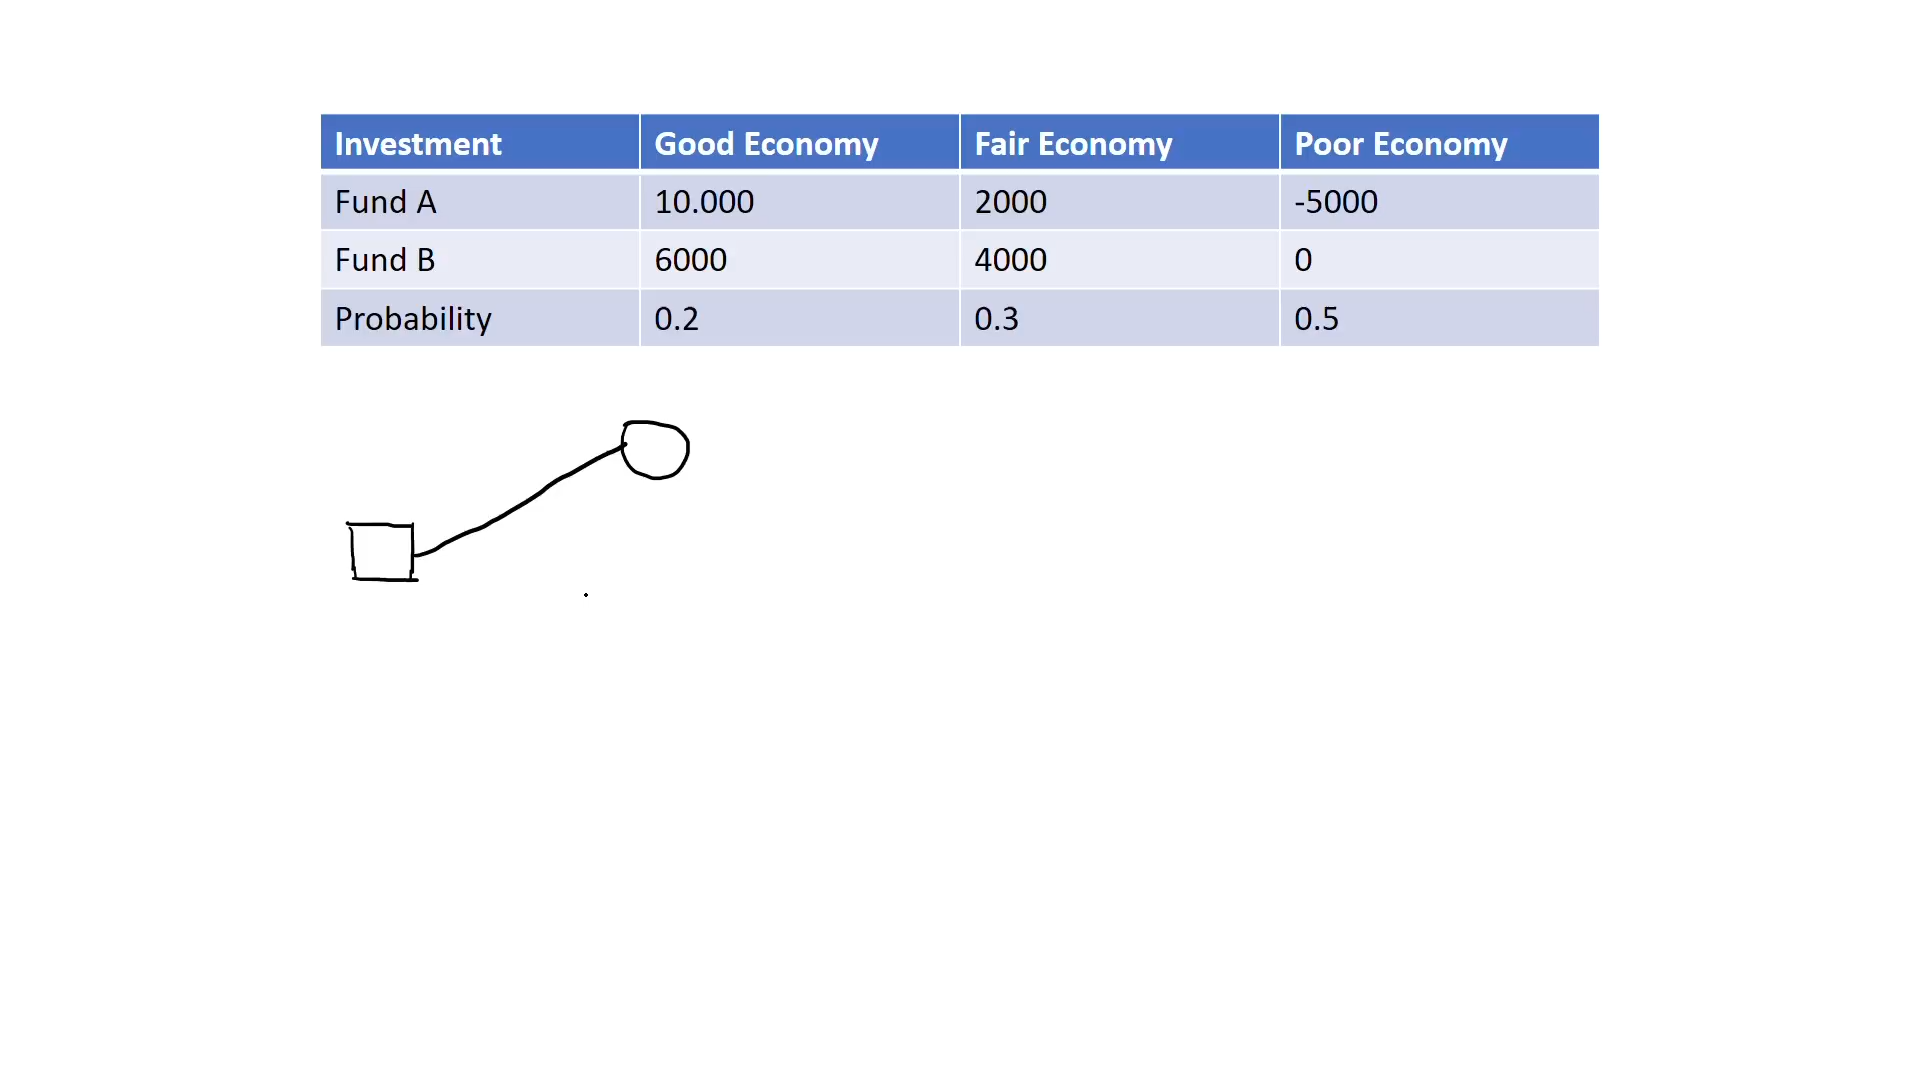 Investment Good Economy Fair Economy Poor Economy
Fund A 10.000 2000 -5000
Fund B 6000 4000 0
Probability 0.2 0.3 0.5